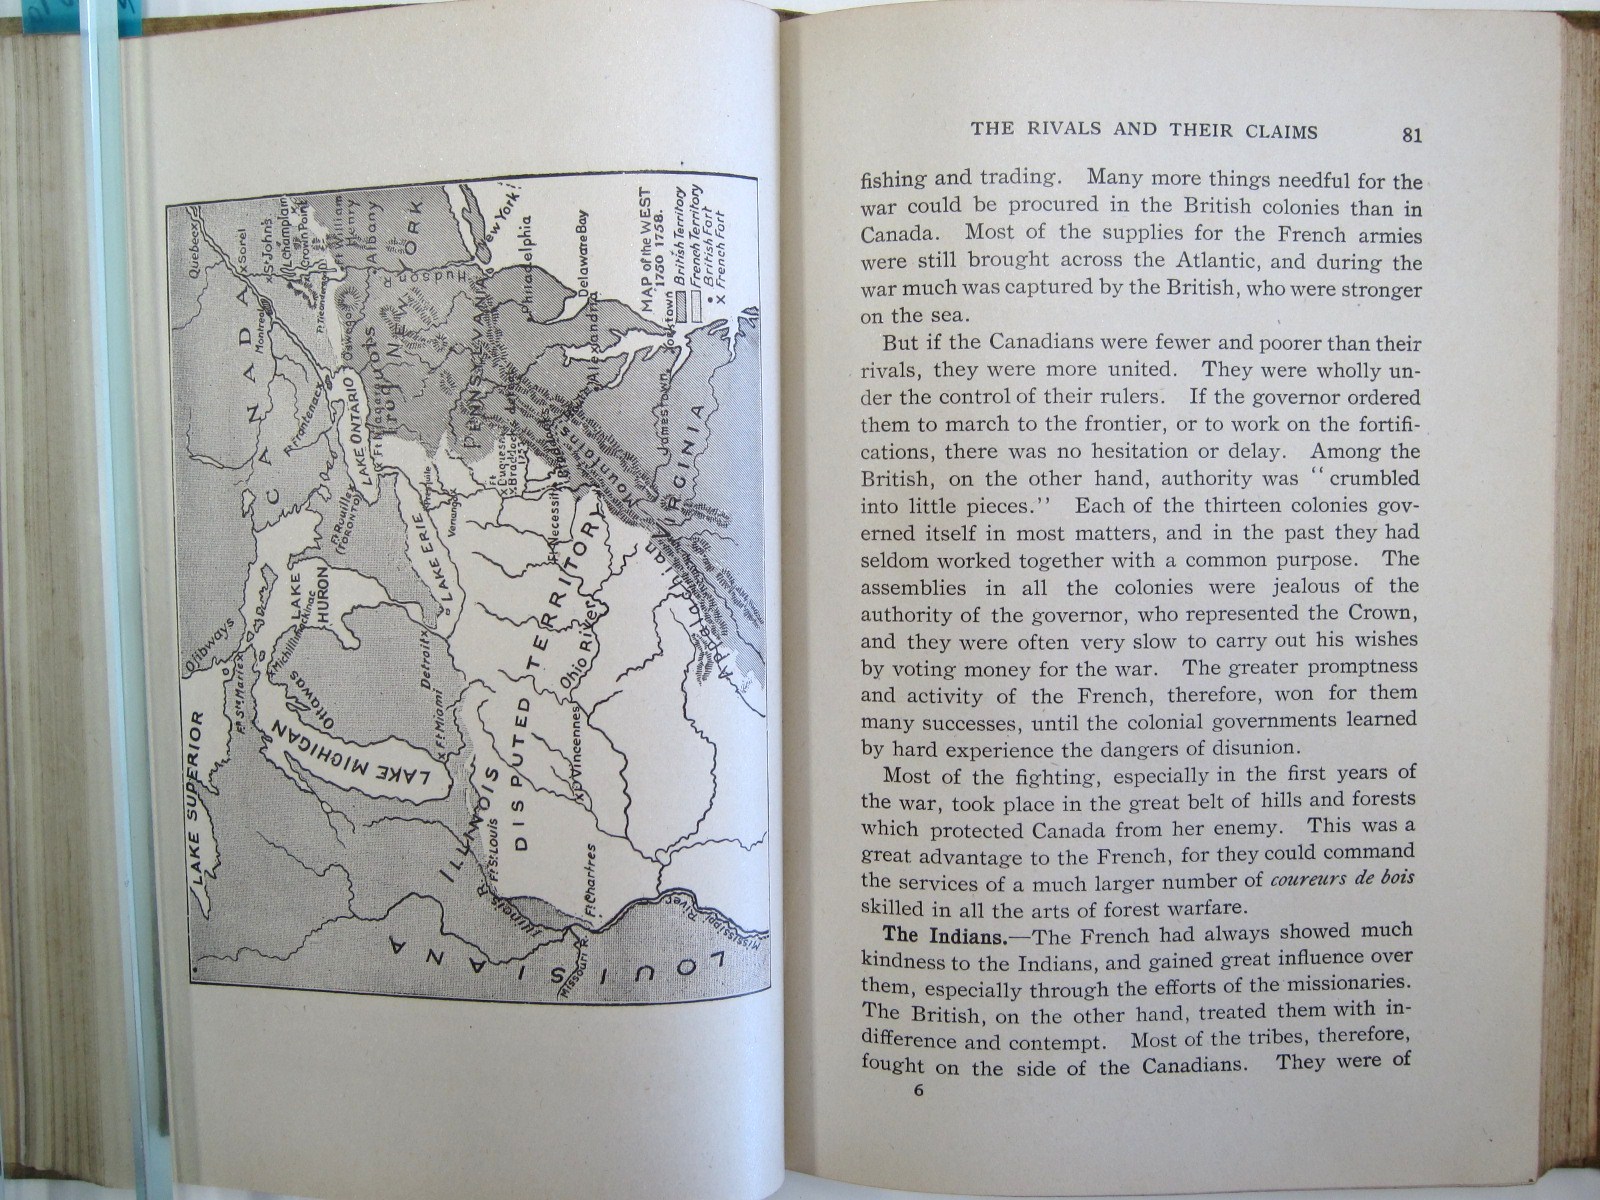 MAP of the WEST
1750 1758.
British Territory
French Territory
British Fort
x French Fort
LAKE SUPERIOR
Ojibways
Quebec x
x Sorel
x St John's
L Champlain
Crown Point
Ft Ticonderoga
Ft William
Henry
Albany
Montreal
CANADA
Ft Frontenac x
Oswego
LAKE ONTARIO
Ft Niagara
Iroquois
NEW YORK
New York
Philadelphia
Delaware Bay
PENNSYLVANIA
Alexandria
Yorktown
Jamestown
VIRGINIA
Appalachian Mountains
Ft Rouille x
(TORONTO)
LAKE
HURON
Michillimackinac
Ft St Marie x
Ottawas
LAKE MICHIGAN
Detroit x
LAKE ERIE
Venango x
Ft
x Duquesne
Ft Necessity
x Ft Miami
DISPUTED TERRITORY
Ohio River
Vincennes
ILLINOIS
Ft St Louis
Illinois R.
Ft Chartres
Missouri R.
Mississippi River
LOUISIANA
THE RIVALS AND THEIR CLAIMS 81
fishing and trading. Many more things needful for the
war could be procured in the British colonies than in
Canada. Most of the supplies for the French armies
were still brought across the Atlantic, and during the
war much was captured by the British, who were stronger
on the sea.
But if the Canadians were fewer and poorer than their
rivals, they were more united. They were wholly un-
der the control of their rulers. If the governor ordered
them to march to the frontier, or to work on the fortifi-
cations, there was no hesitation or delay. Among the
British, on the other hand, authority was “crumbled
into little pieces.” Each of the thirteen colonies gov-
erned itself in most matters, and in the past they had
seldom worked together with a common purpose. The
assemblies in all the colonies were jealous of the
authority of the governor, who represented the Crown,
and they were often very slow to carry out his wishes
by voting money for the war. The greater promptness
and activity of the French, therefore, won for them
many successes, until the colonial governments learned
by hard experience the dangers of disunion.
Most of the fighting, especially in the first years of
the war, took place in the great belt of hills and forests
which protected Canada from her enemy. This was a
great advantage to the French, for they could command
the services of a much larger number of coureurs de bois
skilled in all the arts of forest warfare.
The Indians.—The French had always showed much
kindness to the Indians, and gained great influence over
them, especially through the efforts of the missionaries.
The British, on the other hand, treated them with in-
difference and contempt. Most of the tribes, therefore,
fought on the side of the Canadians. They were of
6